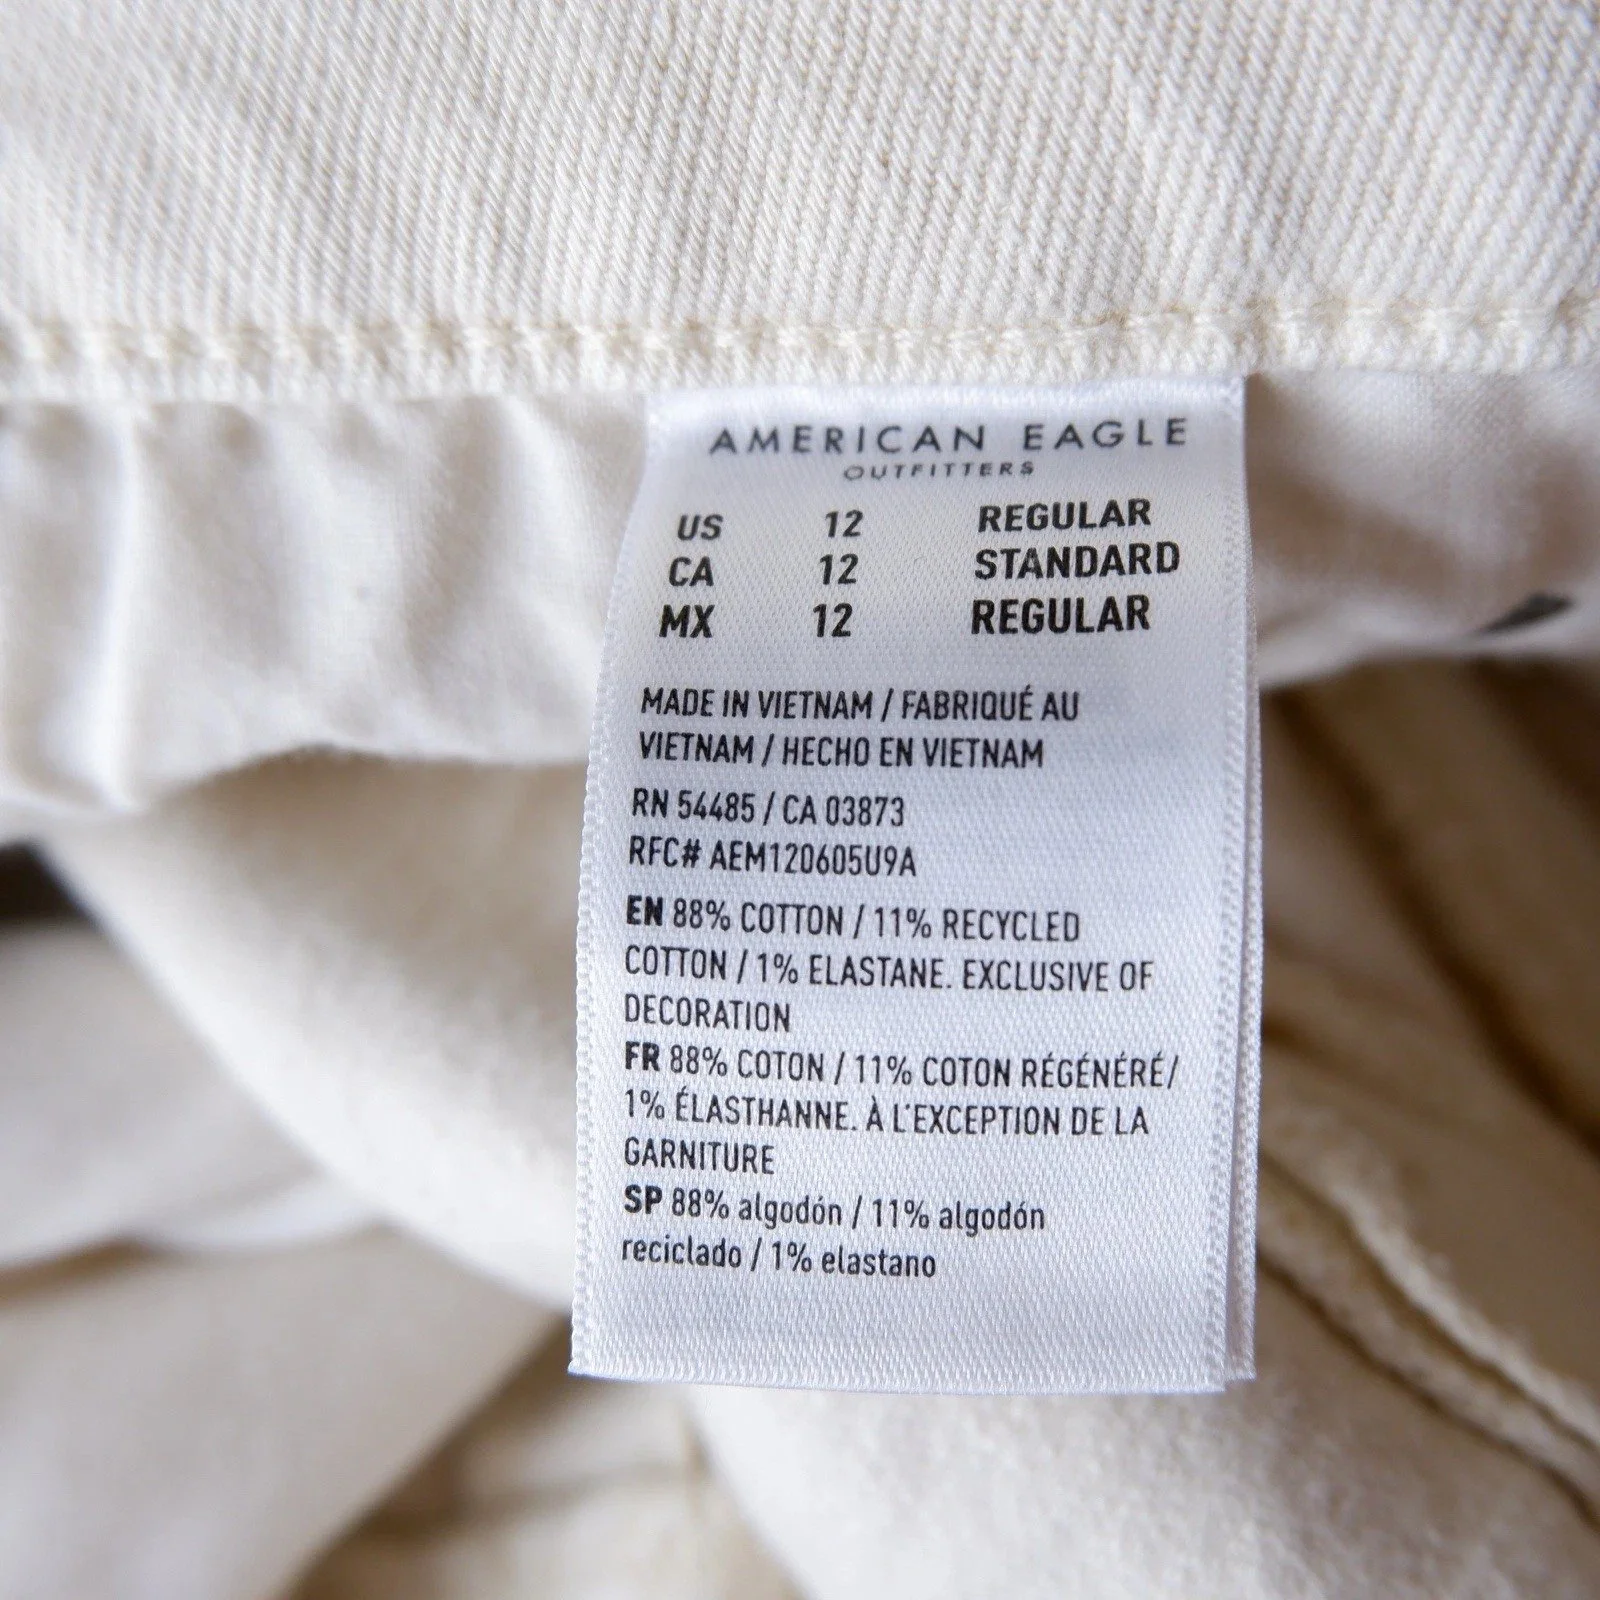 AMERICAN EAGLE
OUTFITTERS
US 12 REGULAR
CA 12 STANDARD
MX 12 REGULAR
MADE IN VIETNAM / FABRIQUÉ AU
VIETNAM / HECHO EN VIETNAM
RN 54485 / CA 03873
RFC# AEM120605U9A
EN 88% COTTON / 11% RECYCLED
COTTON / 1% ELASTANE. EXCLUSIVE OF
DECORATION
FR 88% COTON / 11% COTON RÉGÉNÉRÉ/
1% ÉLASTHANNE. À L'EXCEPTION DE LA
GARNITURE
SP 88% algodón / 11% algodón
reciclado / 1% elastano